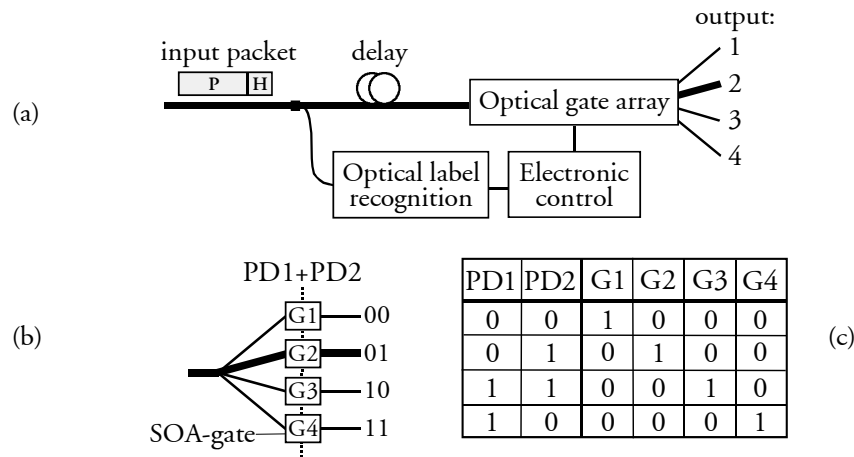 output:
input packet
delay
1
P H
2
(a)
Optical gate array
3
4
Optical label recognition
Electronic control
PD1+PD2
(b)
G1 00
G2 01
G3 10
G4 11
SOA-gate
PD1 PD2 G1 G2 G3 G4
0 0 1 0 0 0
0 1 0 1 0 0
1 1 0 0 1 0
1 0 0 0 0 1
(c)